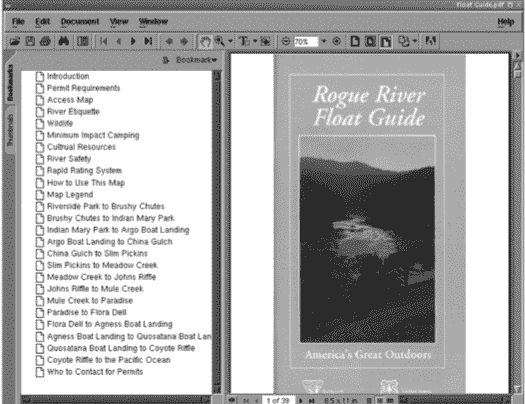 Float Guide.pdf
File Edit Document View Window Help
70%
Bookmark
Bookmarks
Thumbnails
Introduction
Permit Requirements
Access Map
River Etiquette
Wildlife
Minimum Impact Camping
Cultrual Resources
River Safety
Rapid Rating System
How to Use This Map
Map Legend
Riverside Park to Brushy Chutes
Brushy Chutes to Indian Mary Park
Indian Mary Park to Argo Boat Landing
Argo Boat Landing to China Gulch
China Gulch to Slim Pickins
Slim Pickins to Meadow Creek
Meadow Creek to Johns Riffle
Johns Riffle to Mule Creek
Mule Creek to Paradise
Paradise to Flora Dell
Flora Dell to Agness Boat Landing
Agness Boat Landing to Quosatana Boat Lan
Quosatana Boat Landing to Coyote Riffle
Coyote Riffle to the Pacific Ocean
Who to Contact for Permits
Rogue River
Float Guide
America's Great Outdoors
1 of 39
8.5 x 11 in